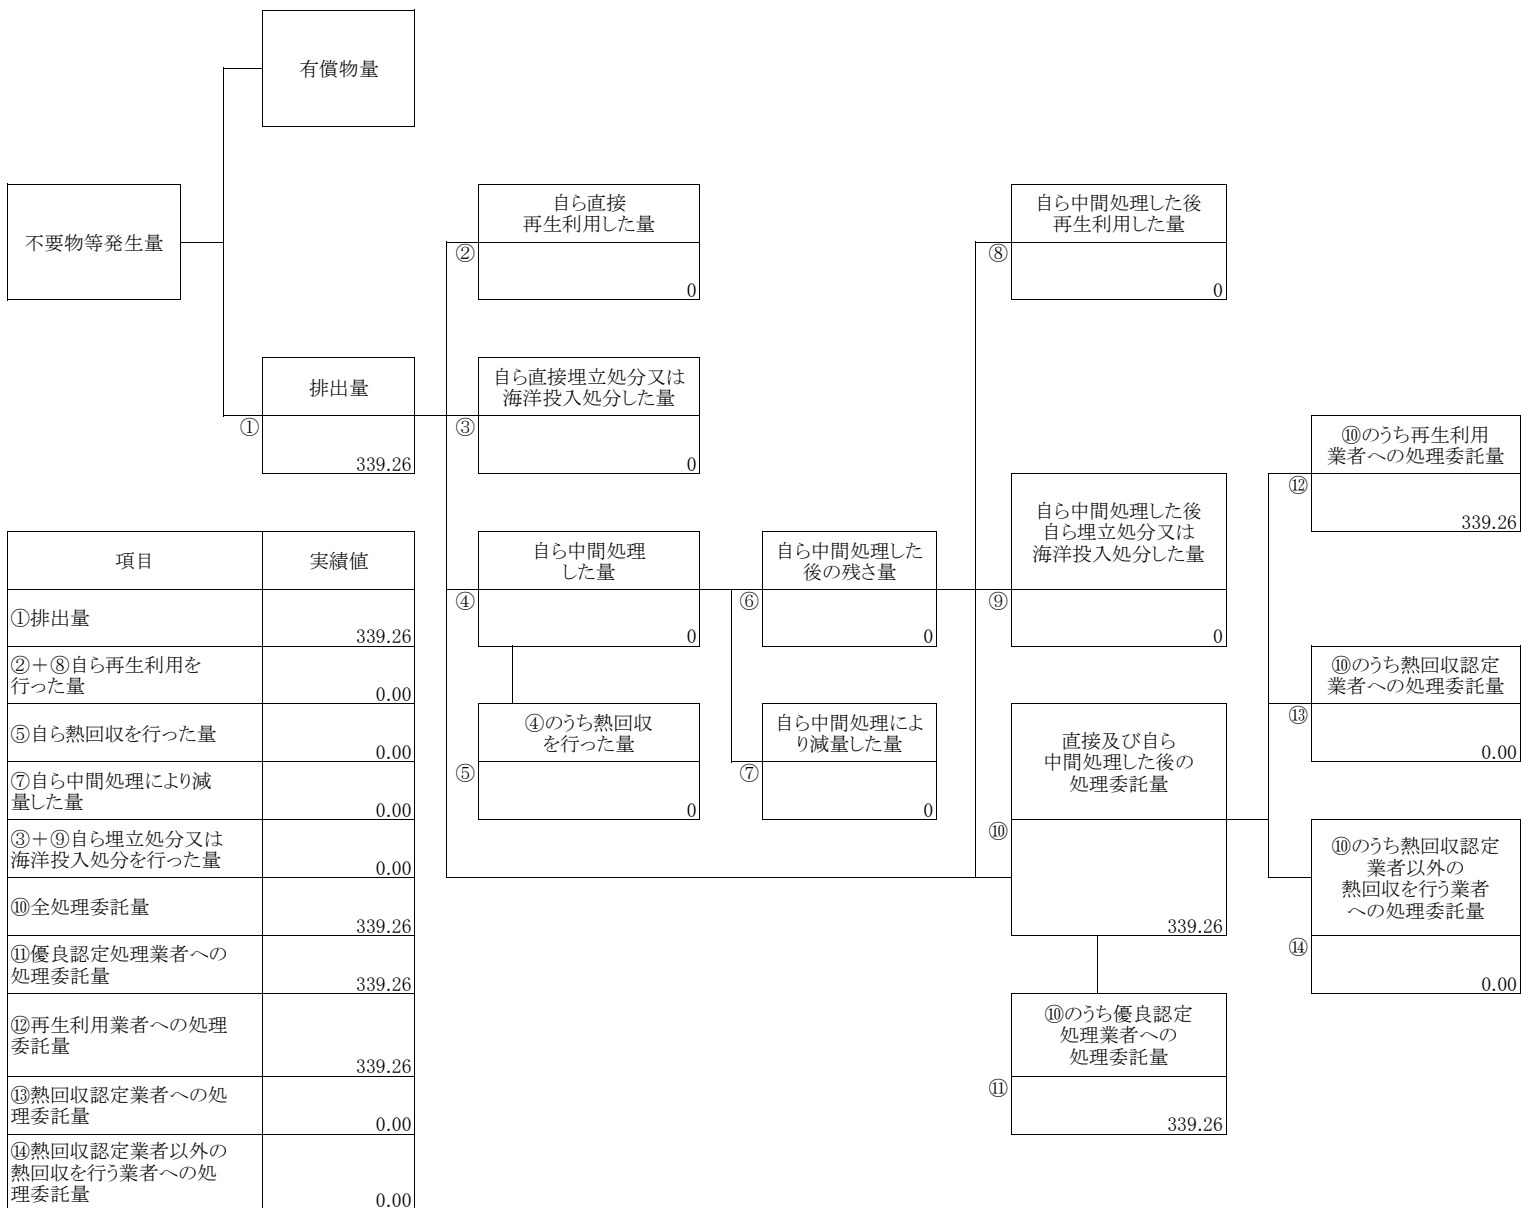 有償物量
不要物等発生量
排出量
①
339.26
自ら直接
再生利用した量
②
0
自ら直接埋立処分又は
海洋投入処分した量
③
0
自ら中間処理
した量
④
0
④のうち熱回収
を行った量
⑤
0
自ら中間処理した
後の残さ量
⑥
0
自ら中間処理によ
り減量した量
⑦
0
自ら中間処理した後
再生利用した量
⑧
0
自ら中間処理した後
自ら埋立処分又は
海洋投入処分した量
⑨
0
直接及び自ら
中間処理した後の
処理委託量
⑩
339.26
⑩のうち優良認定
処理業者への
処理委託量
⑪
339.26
⑩のうち再生利用
業者への処理委託量
⑫
339.26
⑩のうち熱回収認定
業者への処理委託量
⑬
0.00
⑩のうち熱回収認定
業者以外の
熱回収を行う業者
への処理委託量
⑭
0.00
項目 実績値
①排出量
339.26
②＋⑧自ら再生利用を
行った量
0.00
⑤自ら熱回収を行った量
0.00
⑦自ら中間処理により減
量した量
0.00
③＋⑨自ら埋立処分又は
海洋投入処分を行った量
0.00
⑩全処理委託量
339.26
⑪優良認定処理業者への
処理委託量
339.26
⑫再生利用業者への処理
委託量
339.26
⑬熱回収認定業者への処
理委託量
0.00
⑭熱回収認定業者以外の
熱回収を行う業者への処
理委託量
0.00